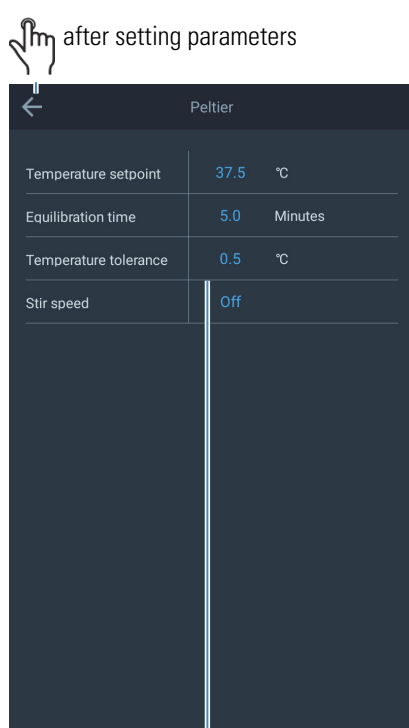 after setting parameters
Peltier
Temperature setpoint 37.5 °C
Equilibration time 5.0 Minutes
Temperature tolerance 0.5 °C
Stir speed Off